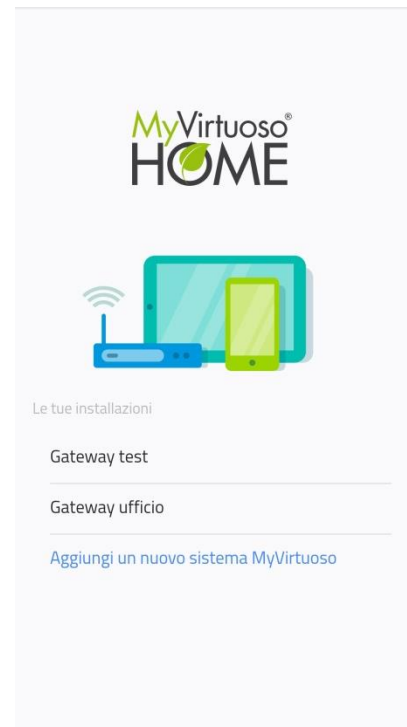 MyVirtuoso®
HOME
Le tue installazioni
Gateway test
Gateway ufficio
Aggiungi un nuovo sistema MyVirtuoso